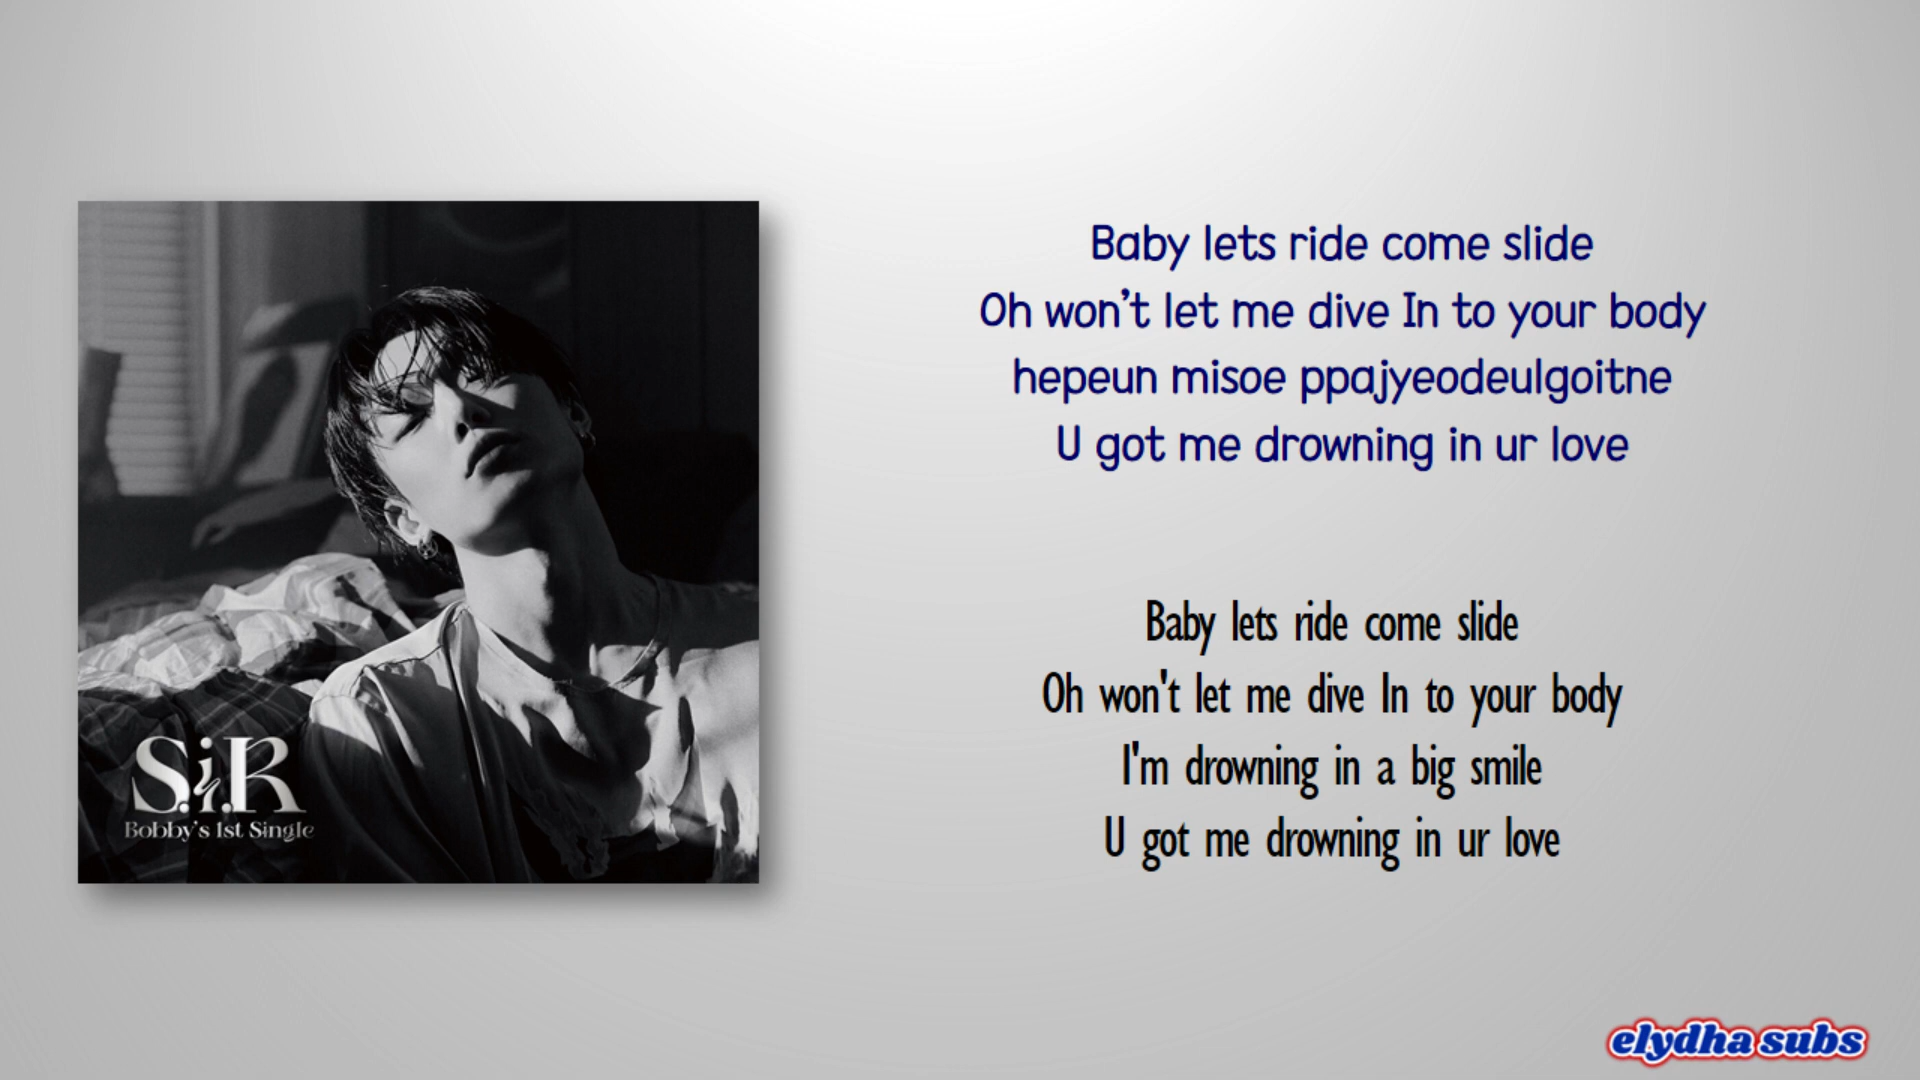 Baby lets ride come slide
Oh won’t let me dive In to your body
hepeun misoe ppajyeodeulgoitne
U got me drowning in ur love
Baby lets ride come slide
Oh won't let me dive In to your body
I'm drowning in a big smile
U got me drowning in ur love
S.i.R
Bobby's 1st Single
elydha subs